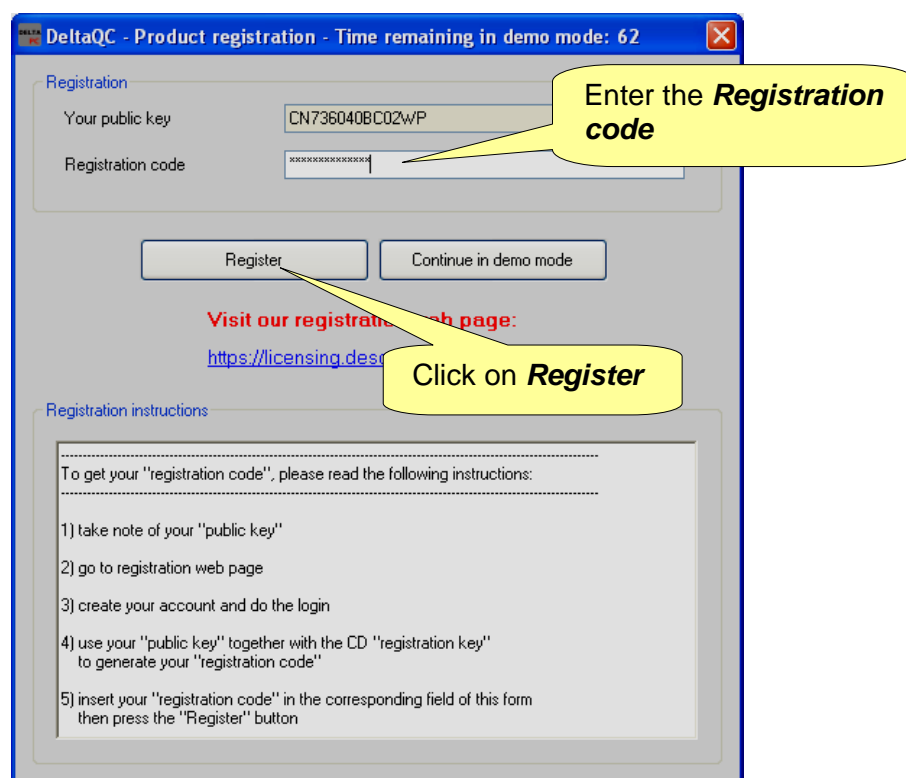 DELTA PC
DeltaQC - Product registration - Time remaining in demo mode: 62
Registration
Enter the Registration
code
Your public key
CN736040BC02WP
Registration code
xxxxxxxxxxxxxx
Register
Continue in demo mode
Visit our registration web page:
https://licensing.desc
Click on Register
Registration instructions
--------------------------------------------------------------------------------
To get your "registration code", please read the following instructions:
--------------------------------------------------------------------------------
1) take note of your "public key"
2) go to registration web page
3) create your account and do the login
4) use your "public key" together with the CD "registration key"
to generate your "registration code"
5) insert your "registration code" in the corresponding field of this form
then press the "Register" button